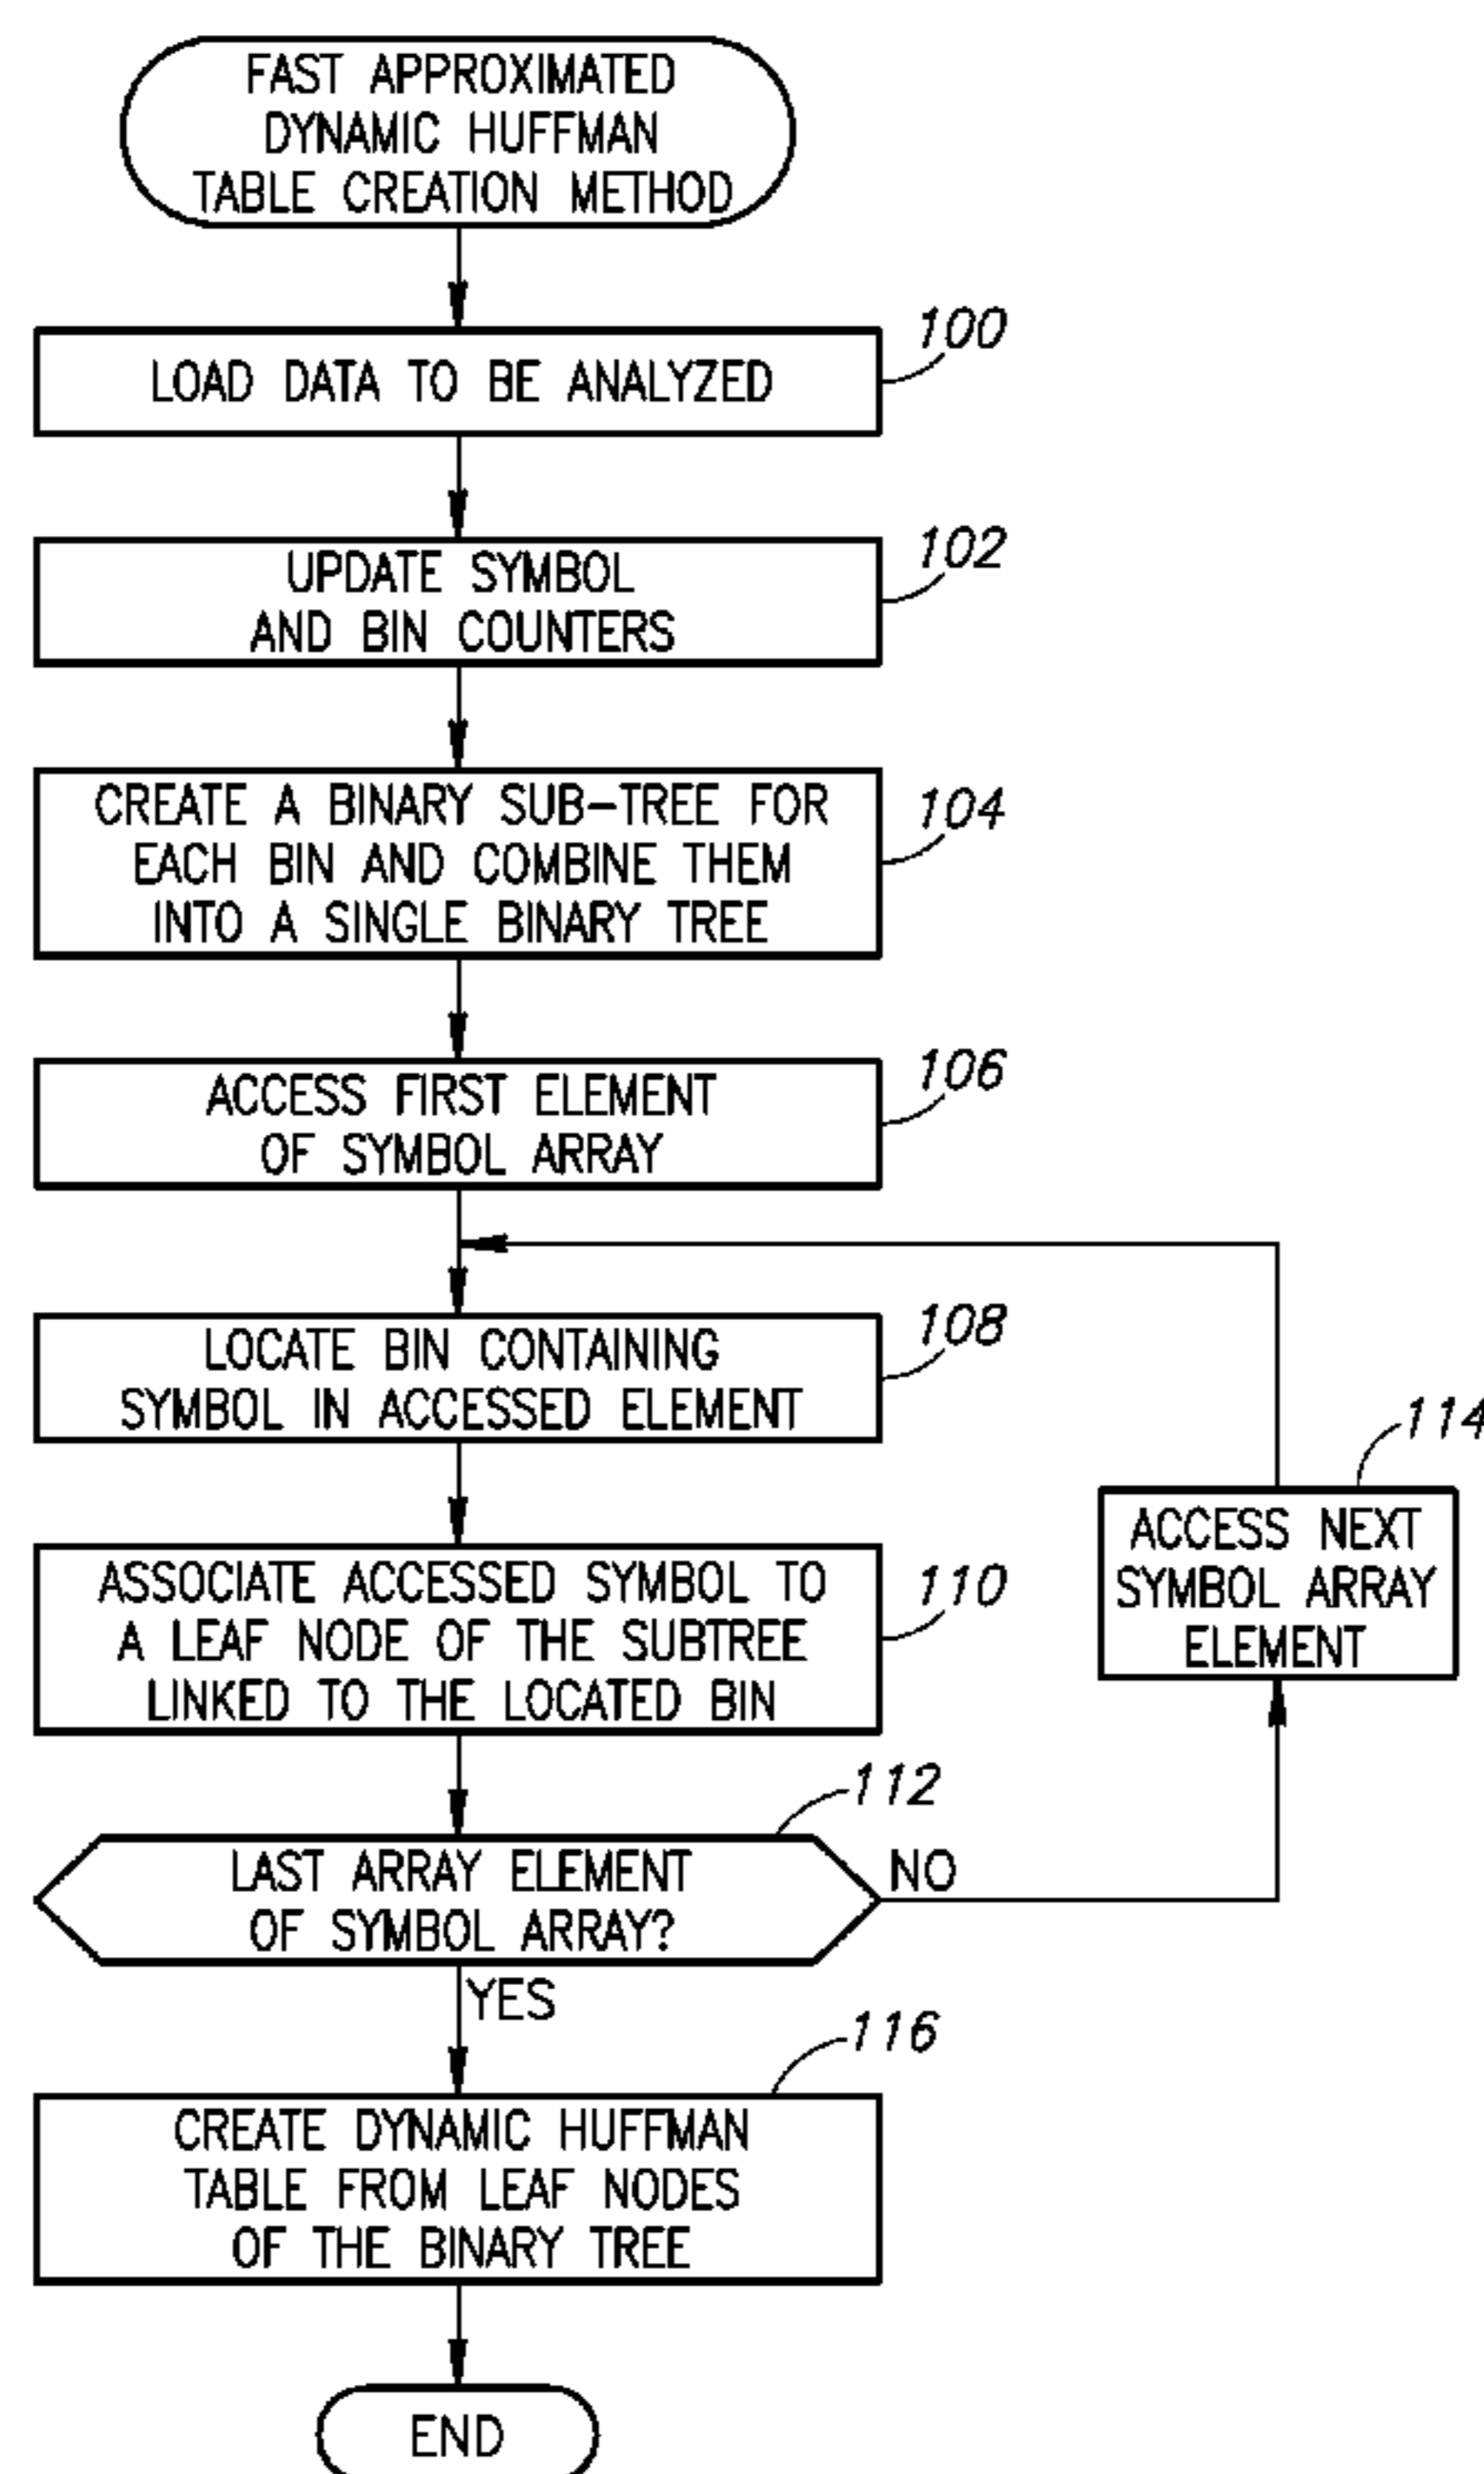 FAST APPROXIMATED
DYNAMIC HUFFMAN
TABLE CREATION METHOD
100
LOAD DATA TO BE ANALYZED
102
UPDATE SYMBOL
AND BIN COUNTERS
104
CREATE A BINARY SUB-TREE FOR
EACH BIN AND COMBINE THEM
INTO A SINGLE BINARY TREE
106
ACCESS FIRST ELEMENT
OF SYMBOL ARRAY
108
LOCATE BIN CONTAINING
SYMBOL IN ACCESSED ELEMENT
114
ACCESS NEXT
SYMBOL ARRAY
ELEMENT
110
ASSOCIATE ACCESSED SYMBOL TO
A LEAF NODE OF THE SUBTREE
LINKED TO THE LOCATED BIN
112
LAST ARRAY ELEMENT
OF SYMBOL ARRAY?
NO
YES
116
CREATE DYNAMIC HUFFMAN
TABLE FROM LEAF NODES
OF THE BINARY TREE
END